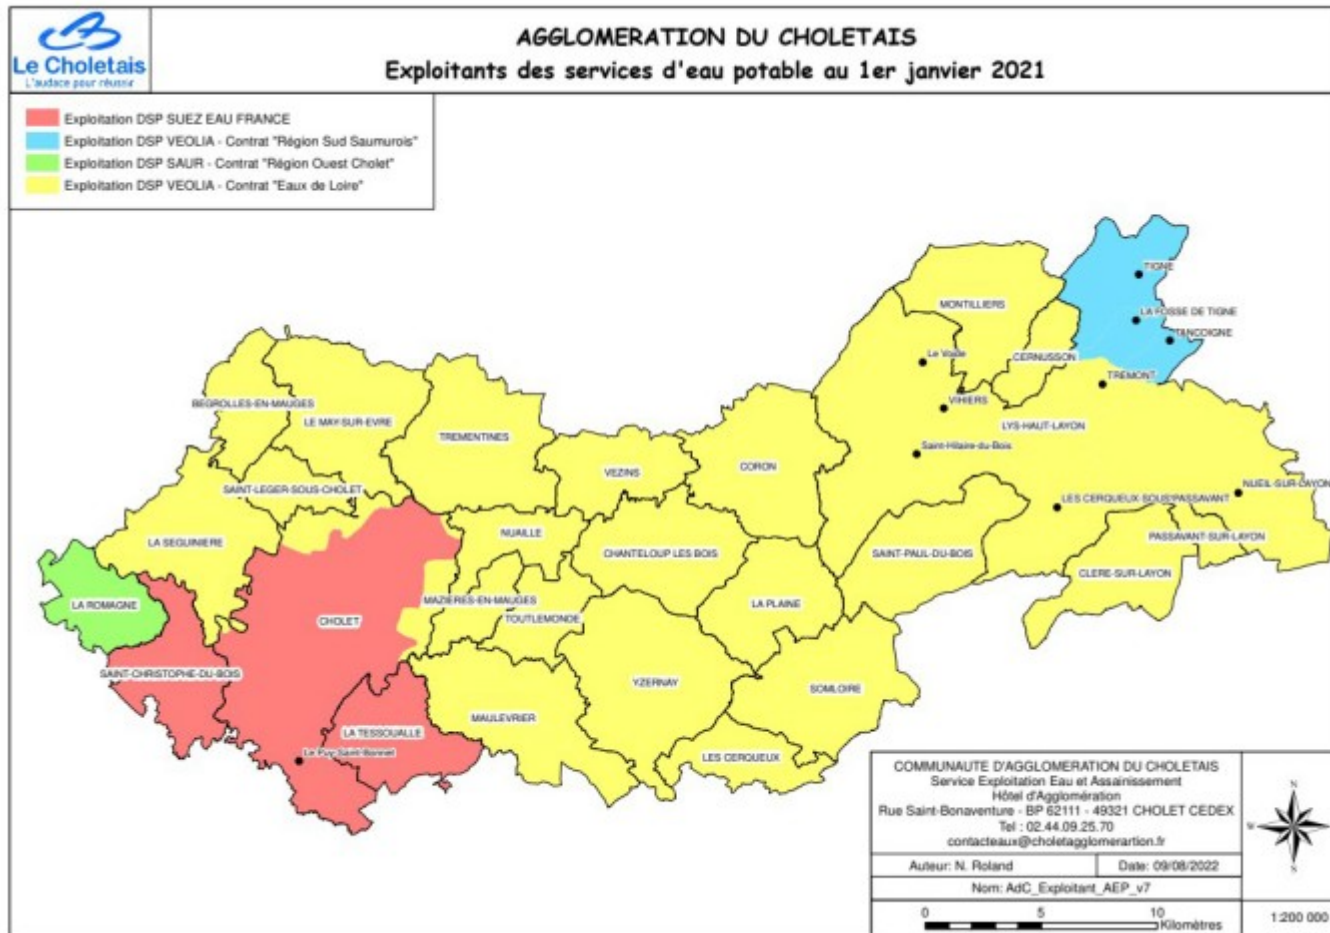 Le Choletais
L'audace pour réussir
AGGLOMERATION DU CHOLETAIS
Exploitants des services d'eau potable au 1er janvier 2021
Exploitation DSP SUEZ EAU FRANCE
Exploitation DSP VEOLIA - Contrat "Région Sud Saumurois"
Exploitation DSP SAUR - Contrat "Région Ouest Cholet"
Exploitation DSP VEOLIA - Contrat "Eaux de Loire"
TIGNE
MONTILLIERS
LA FOSSE DE TIGNE
TANCOIGNE
CERNUSSON
TREMONT
BEGROLLES-EN-MAUGES
VIHIERS
LE MAY-SUR-EVRE
LYS-HAUT-LAYON
TREMENTINES
Saint-Hilaire-du-Bois
CORON
VEZINS
SAINT-LEGER-SOUS-CHOLET
NUEIL-SUR-LAYON
LES CERQUEUX-SOUS-PASSAVANT
NUAILLE
PASSAVANT-SUR-LAYON
LA SEGUINIERE
CHANTELOUP LES BOIS
SAINT-PAUL-DU-BOIS
CLERE-SUR-LAYON
MAZIERES-EN-MAUGES
LA PLAINE
LA ROMAGNE
CHOLET
TOUTLEMONDE
SAINT-CHRISTOPHE-DU-BOIS
YZERNAY
SOMLOIRE
MAULEVRIER
LA TESSOUALLE
Le Puy-Saint-Bonnet
LES CERQUEUX
COMMUNAUTE D'AGGLOMERATION DU CHOLETAIS
Service Exploitation Eau et Assainissement
Hôtel d'Agglomération
Rue Saint-Bonaventure - BP 62111 - 49321 CHOLET CEDEX
Tel : 02.44.09.25.70
contacteaux@choletagglomerartion.fr
Auteur: N. Roland
Date: 09/08/2022
Nom: AdC_Exploitant_AEP_v7
0 5 10
Kilomètres
1:200 000